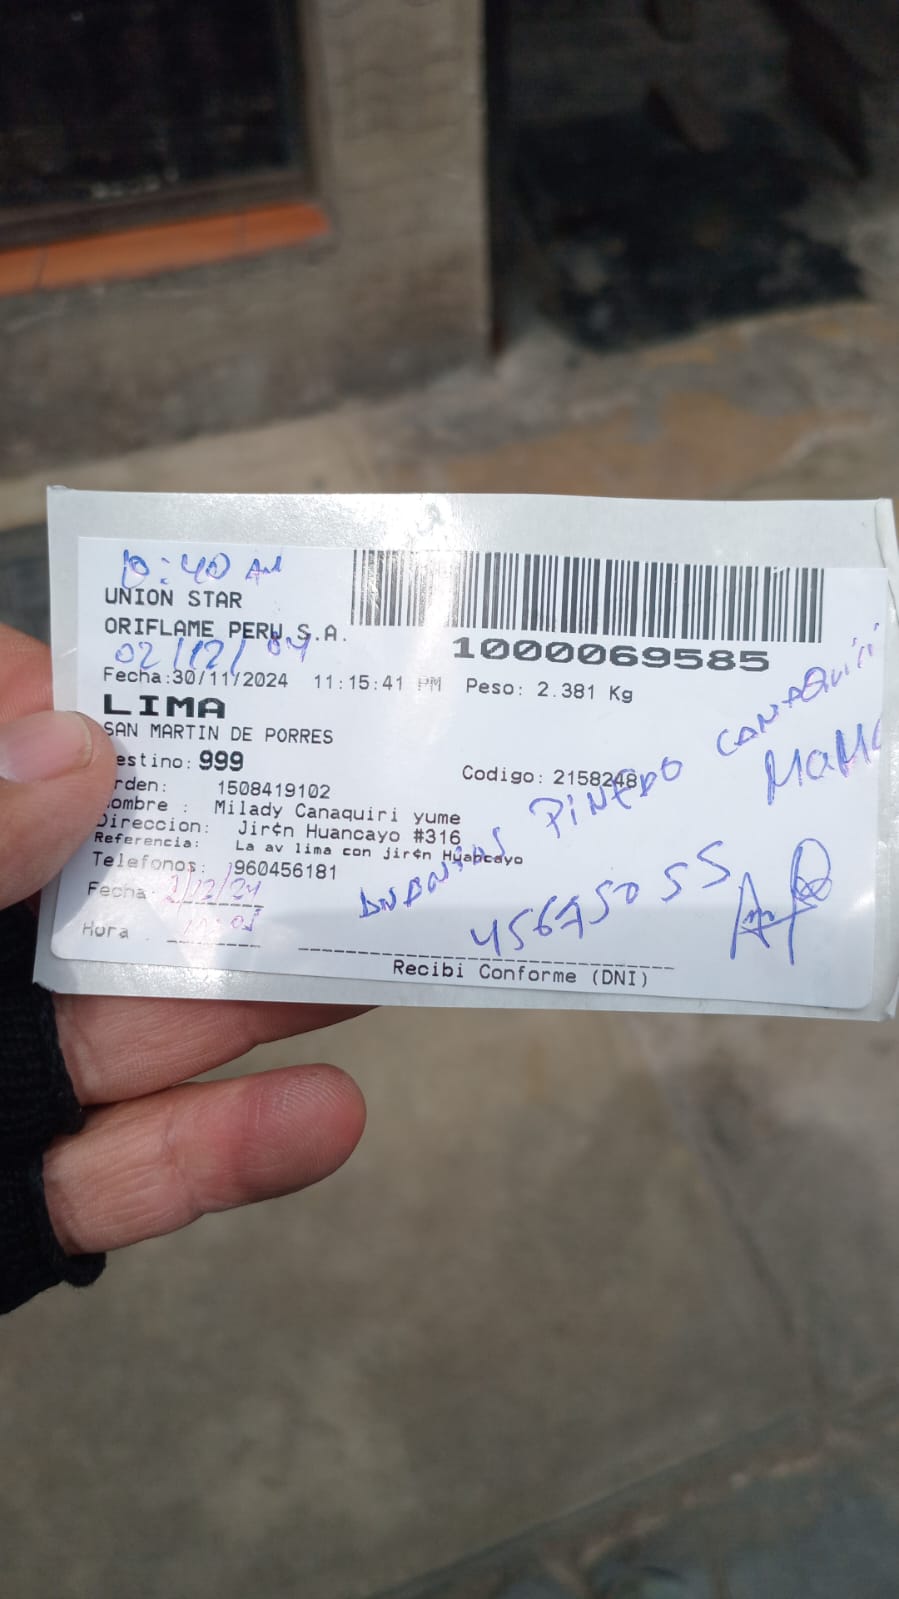 10:40 AM
UNION STAR
ORIFLAME PERU S.A.
02/12/24
1000069585
Fecha:30/11/2024 11:15:41 PM Peso: 2.381 Kg
LIMA
SAN MARTIN DE PORRES
estino: 999
Codigo: 2158248
rden: 1508419102
ombre : Milady Canaquiri yume
Direccion: Jir¢n Huancayo #316
Referencia: La av lima con jir¢n Huancayo
Telefonos: 960456181
PINEDO CANAQUIRI
MAMA
Fecha 2/12/24
45675055
Hora
Recibi Conforme (DNI)